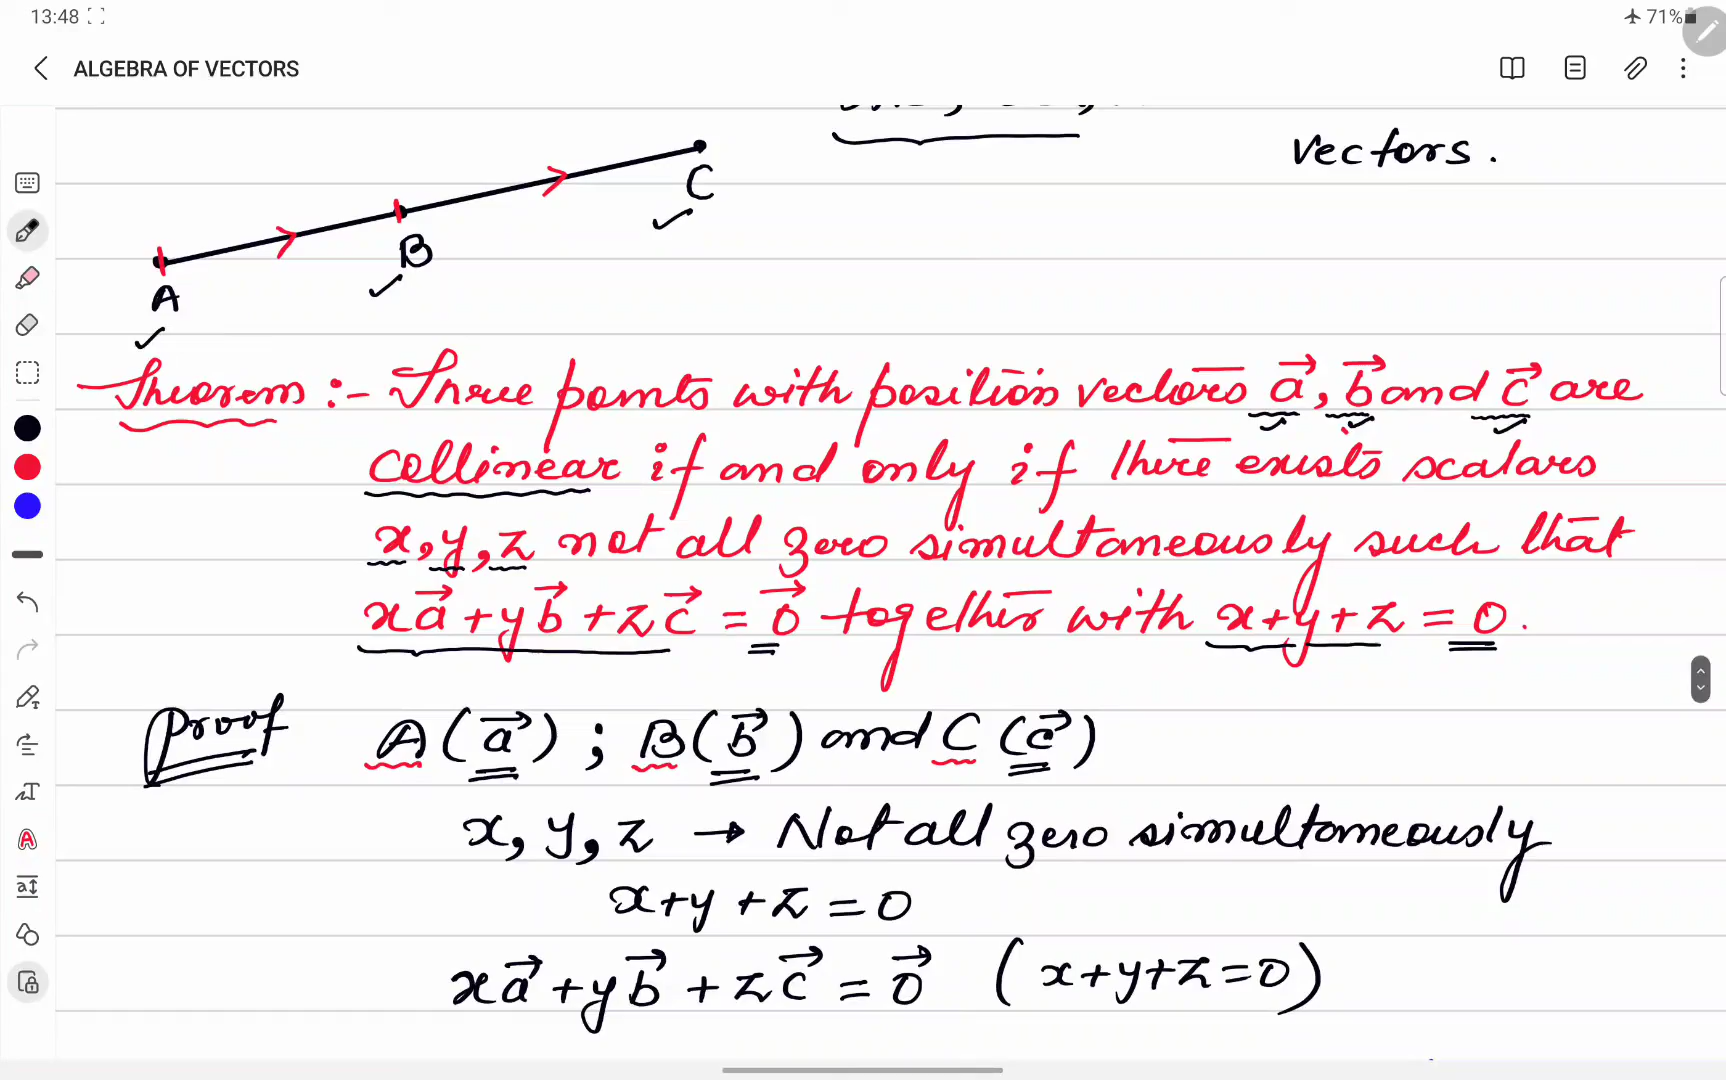 13:48
71%
ALGEBRA OF VECTORS
vectors.
C
B
A
Theorem :- Three points with position vectors a⃗, b⃗ and c⃗ are
collinear if and only if there exists scalars
x, y, z not all zero simultaneously such that
xa⃗ + yb⃗ + zc⃗ = 0⃗ together with x+y+z = 0.
Proof A(a⃗) ; B(b⃗) and C(c⃗)
x, y, z → Not all zero simultaneously
x+y+z = 0
xa⃗ + yb⃗ + zc⃗ = 0⃗ (x+y+z=0)